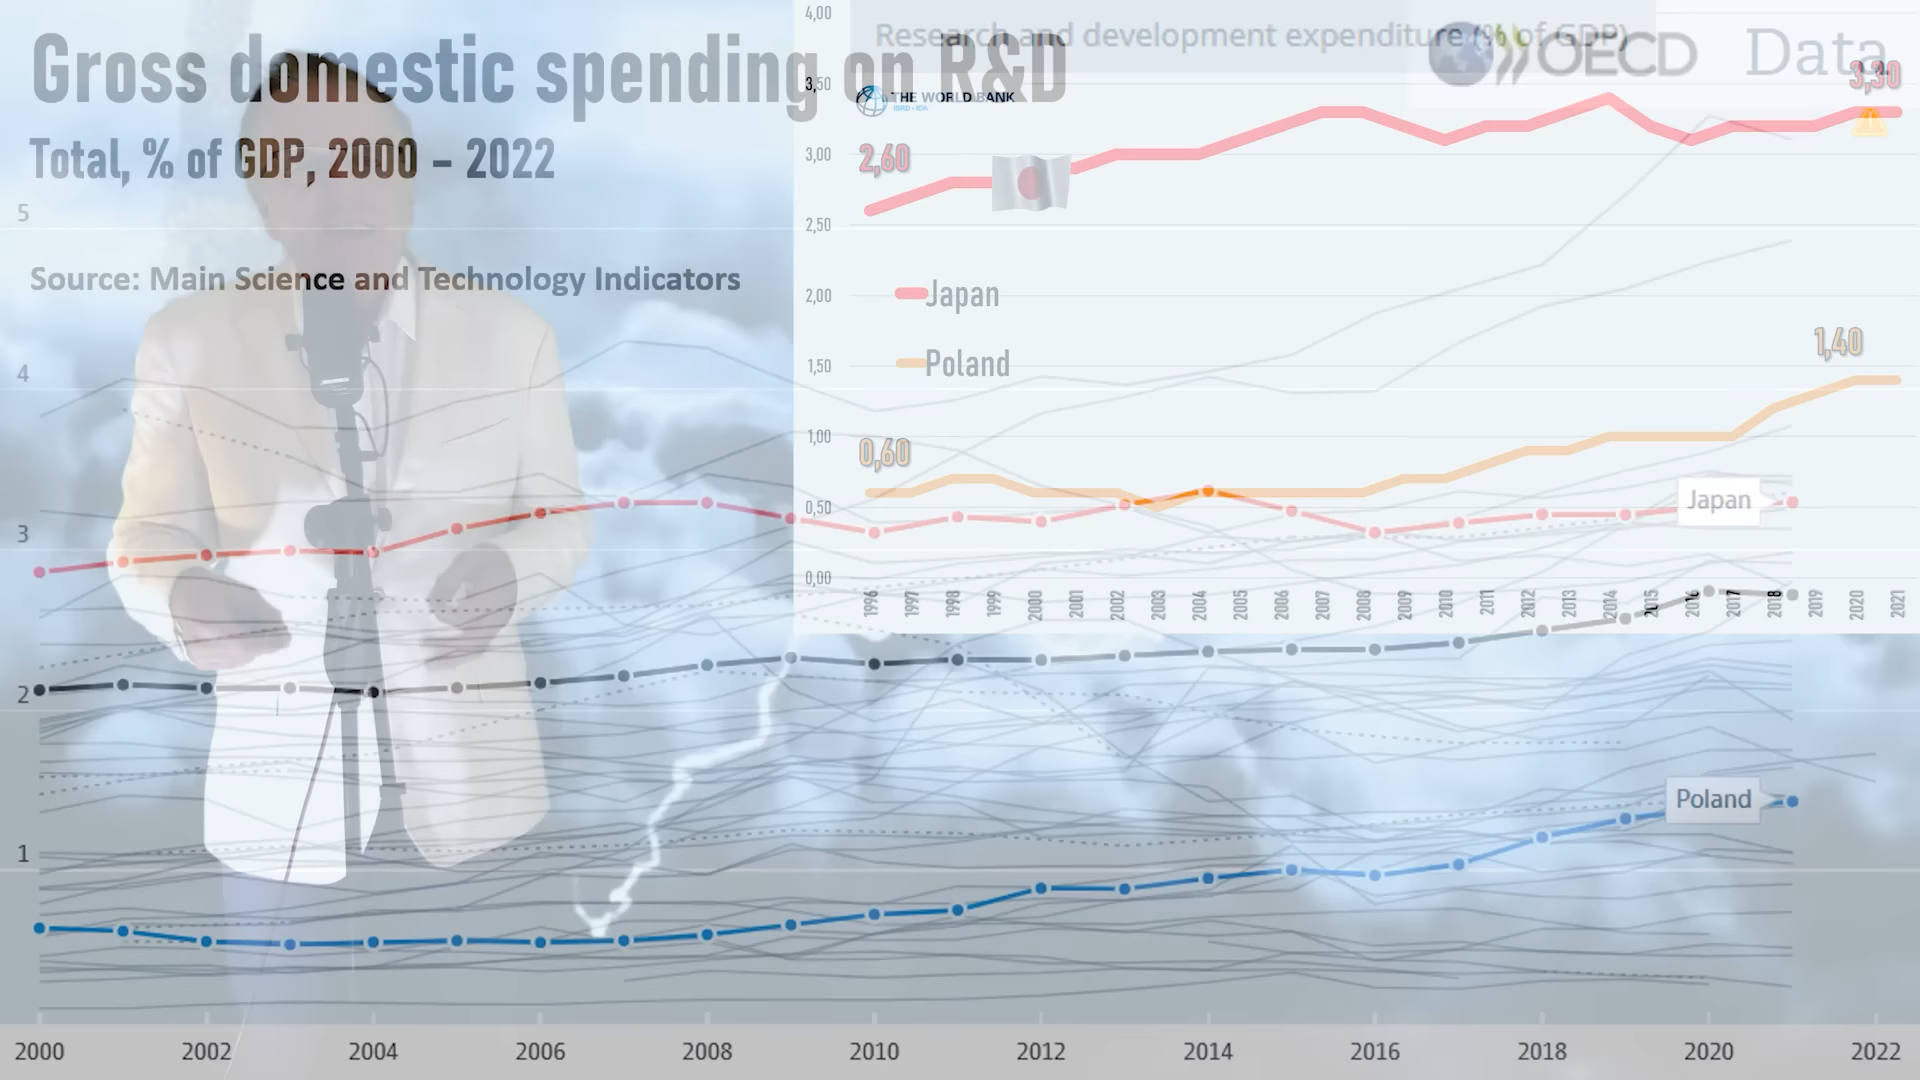 Gross domestic spending on R&D
Total, % of GDP, 2000 – 2022
Source: Main Science and Technology Indicators
5
4
3
2
1
2000 2002 2004 2006 2008 2010 2012 2014 2016 2018 2020 2022
Japan
Poland
OECD Data
Research and development expenditure (% of GDP)
THE WORLD BANK
IBRD • IDA
4,00
3,50
3,00
2,50
2,00
1,50
1,00
0,50
0,00
2,60
3,30
Japan
Poland
0,60
1,40
1996 1997 1998 1999 2000 2001 2002 2003 2004 2005 2006 2007 2008 2009 2010 2011 2012 2013 2014 2015 2016 2017 2018 2019 2020 2021